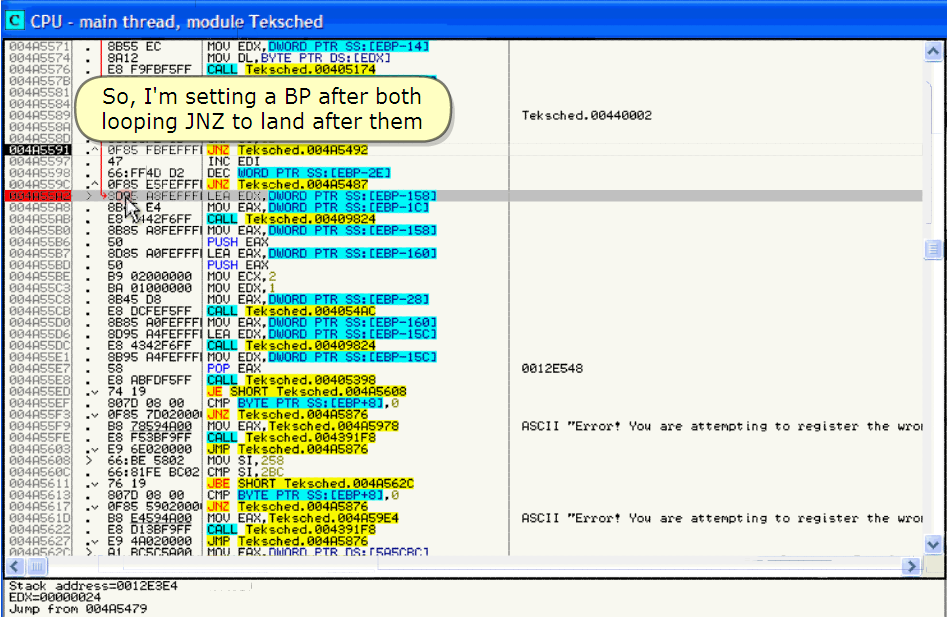 C CPU - main thread, module Teksched
004A5571 . 8B55 EC MOV EDX,DWORD PTR SS:[EBP-14]
004A5574 . 8A12 MOV DL,BYTE PTR DS:[EDX]
004A5576 . E8 F9FBF5FF CALL Teksched.00405174
004A557B
004A5581
004A5584
004A5589 Teksched.00440002
004A558A
004A558D
So, I'm setting a BP after both
looping JNZ to land after them
004A5591 .^ 0F85 FBFEFFFF JNZ Teksched.004A5492
004A5597 . 47 INC EDI
004A5598 . 66:FF4D D2 DEC WORD PTR SS:[EBP-2E]
004A559C .^ 0F85 E5FEFFFF JNZ Teksched.004A5487
004A55A2 > 8D95 A8FEFFFF LEA EDX,DWORD PTR SS:[EBP-158]
004A55A8 . E4 MOV EAX,DWORD PTR SS:[EBP-1C]
004A55AB . E8 7442F6FF CALL Teksched.00409824
004A55B0 . 8B85 A8FEFFFF MOV EAX,DWORD PTR SS:[EBP-158]
004A55B6 . 50 PUSH EAX
004A55B7 . 8D85 A0FEFFFF LEA EAX,DWORD PTR SS:[EBP-160]
004A55BD . 50 PUSH EAX
004A55BE . B9 02000000 MOV ECX,2
004A55C3 . BA 01000000 MOV EDX,1
004A55C8 . 8B45 D8 MOV EAX,DWORD PTR SS:[EBP-28]
004A55CB . E8 DCFEF5FF CALL Teksched.004054AC
004A55D0 . 8B85 A0FEFFFF MOV EAX,DWORD PTR SS:[EBP-160]
004A55D6 . 8D95 A4FEFFFF LEA EDX,DWORD PTR SS:[EBP-15C]
004A55DC . E8 4342F6FF CALL Teksched.00409824
004A55E1 . 8B95 A4FEFFFF MOV EDX,DWORD PTR SS:[EBP-15C]
004A55E7 . 58 POP EAX 0012E548
004A55E8 . E8 ABFDF5FF CALL Teksched.00405398
004A55ED .v 74 19 JE SHORT Teksched.004A5608
004A55EF . 807D 08 00 CMP BYTE PTR SS:[EBP+8],0
004A55F3 .v 0F85 7D020000 JNZ Teksched.004A5876
004A55F9 . B8 78594A00 MOV EAX,Teksched.004A5978 ASCII "Error! You are attempting to register the wron
004A55FE . E8 F53BF9FF CALL Teksched.004391F8
004A5603 .v E9 6E020000 JMP Teksched.004A5876
004A5608 > 66:BE 5802 MOV SI,258
004A560C . 66:81FE BC02 CMP SI,2BC
004A5611 .v 76 19 JBE SHORT Teksched.004A562C
004A5613 . 807D 08 00 CMP BYTE PTR SS:[EBP+8],0
004A5617 .v 0F85 59020000 JNZ Teksched.004A5876
004A561D . B8 E4594A00 MOV EAX,Teksched.004A59E4 ASCII "Error! You are attempting to register the wron
004A5622 . E8 D13BF9FF CALL Teksched.004391F8
004A5627 .v E9 4A020000 JMP Teksched.004A5876
004A562C > A1 BC5C5A00 MOV EAX,DWORD PTR DS:[5A5CBC]
Stack address=0012E3E4
EDX=00000024
Jump from 004A5479